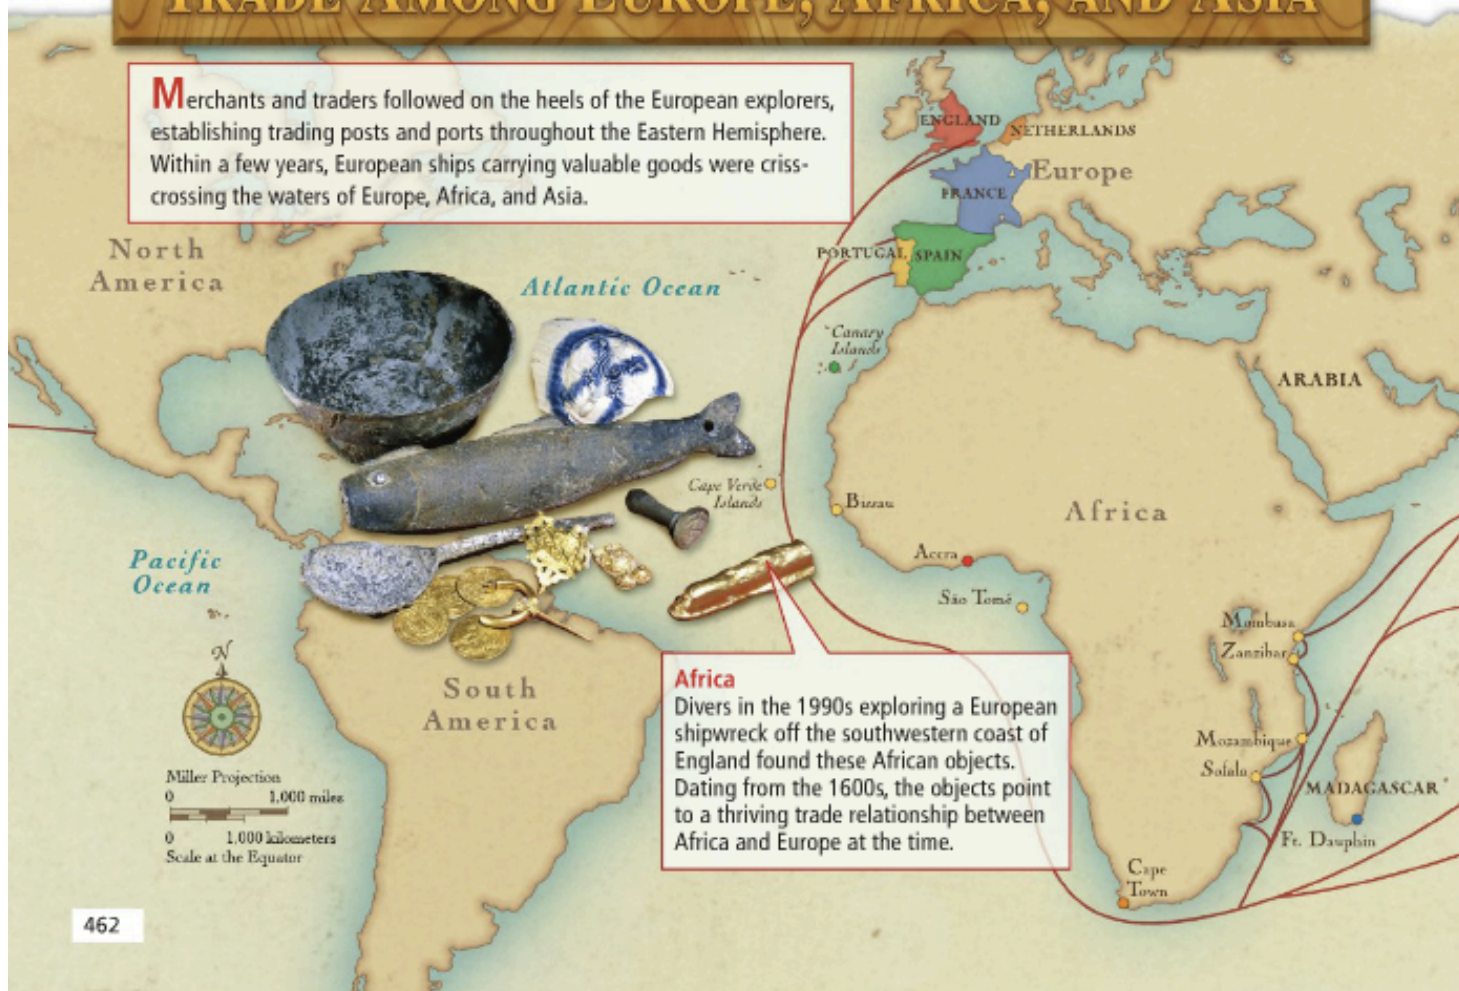 TRADE AMONG EUROPE, AFRICA, AND ASIA
Merchants and traders followed on the heels of the European explorers,
establishing trading posts and ports throughout the Eastern Hemisphere.
Within a few years, European ships carrying valuable goods were criss-
crossing the waters of Europe, Africa, and Asia.
ENGLAND
NETHERLANDS
Europe
FRANCE
PORTUGAL
SPAIN
North
America
Atlantic Ocean
Canary
Islands
ARABIA
Cape Verde
Islands
Bissau
Africa
Accra
São Tomé
Pacific
Ocean
Mombasa
Zanzibar
N
South
America
Africa
Divers in the 1990s exploring a European
shipwreck off the southwestern coast of
England found these African objects.
Dating from the 1600s, the objects point
to a thriving trade relationship between
Africa and Europe at the time.
Mozambique
Sofala
MADAGASCAR
Ft. Dauphin
Miller Projection
0 1,000 miles
0 1,000 kilometers
Scale at the Equator
Cape
Town
462